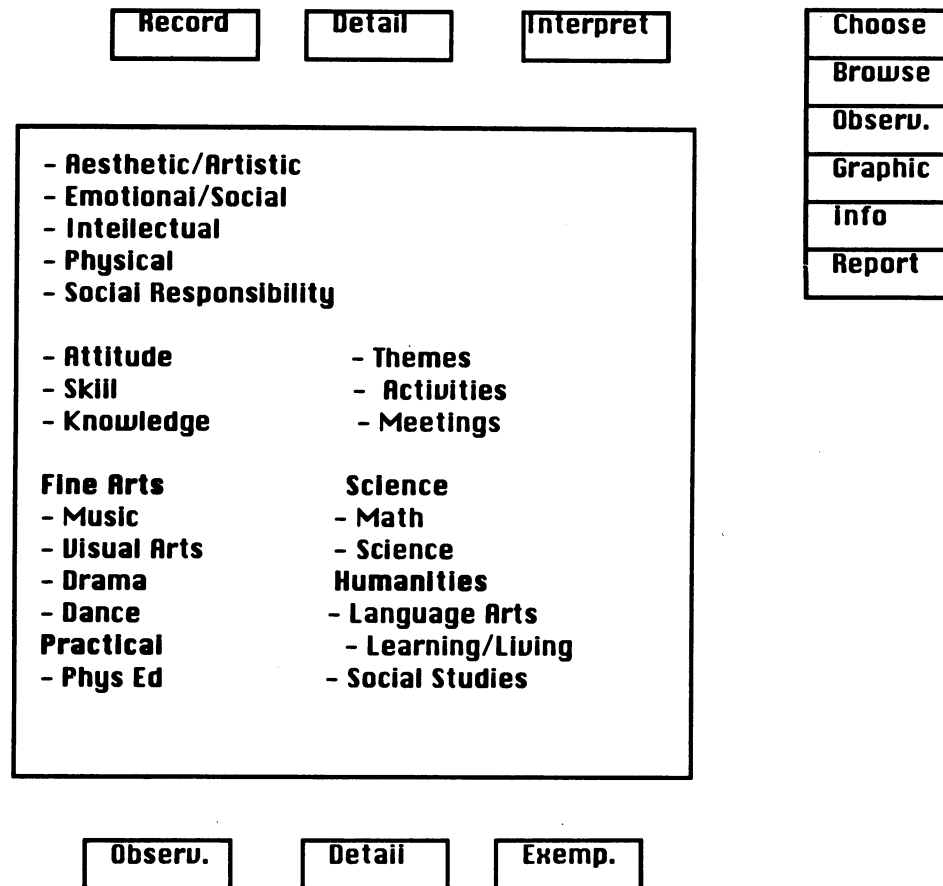 Record Detail Interpret
Choose
Browse
Observ.
Graphic
Info
Report
- Aesthetic/Artistic
- Emotional/Social
- Intellectual
- Physical
- Social Responsibility
- Attitude - Themes
- Skill - Activities
- Knowledge - Meetings
Fine Arts Science
- Music - Math
- Visual Arts - Science
- Drama Humanities
- Dance - Language Arts
Practical - Learning/Living
- Phys Ed - Social Studies
Observ. Detail Exemp.